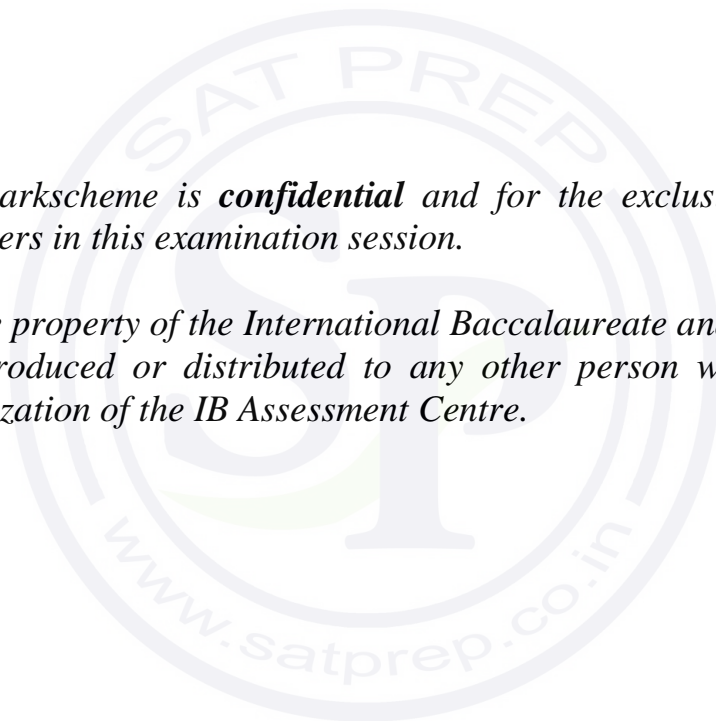 SAT PREP
arkscheme is confidential and for the exclus
ers in this examination session.
property of the International Baccalaureate an
roduced or distributed to any other person w
ization of the IB Assessment Centre.
SP
www.satprep.co.in